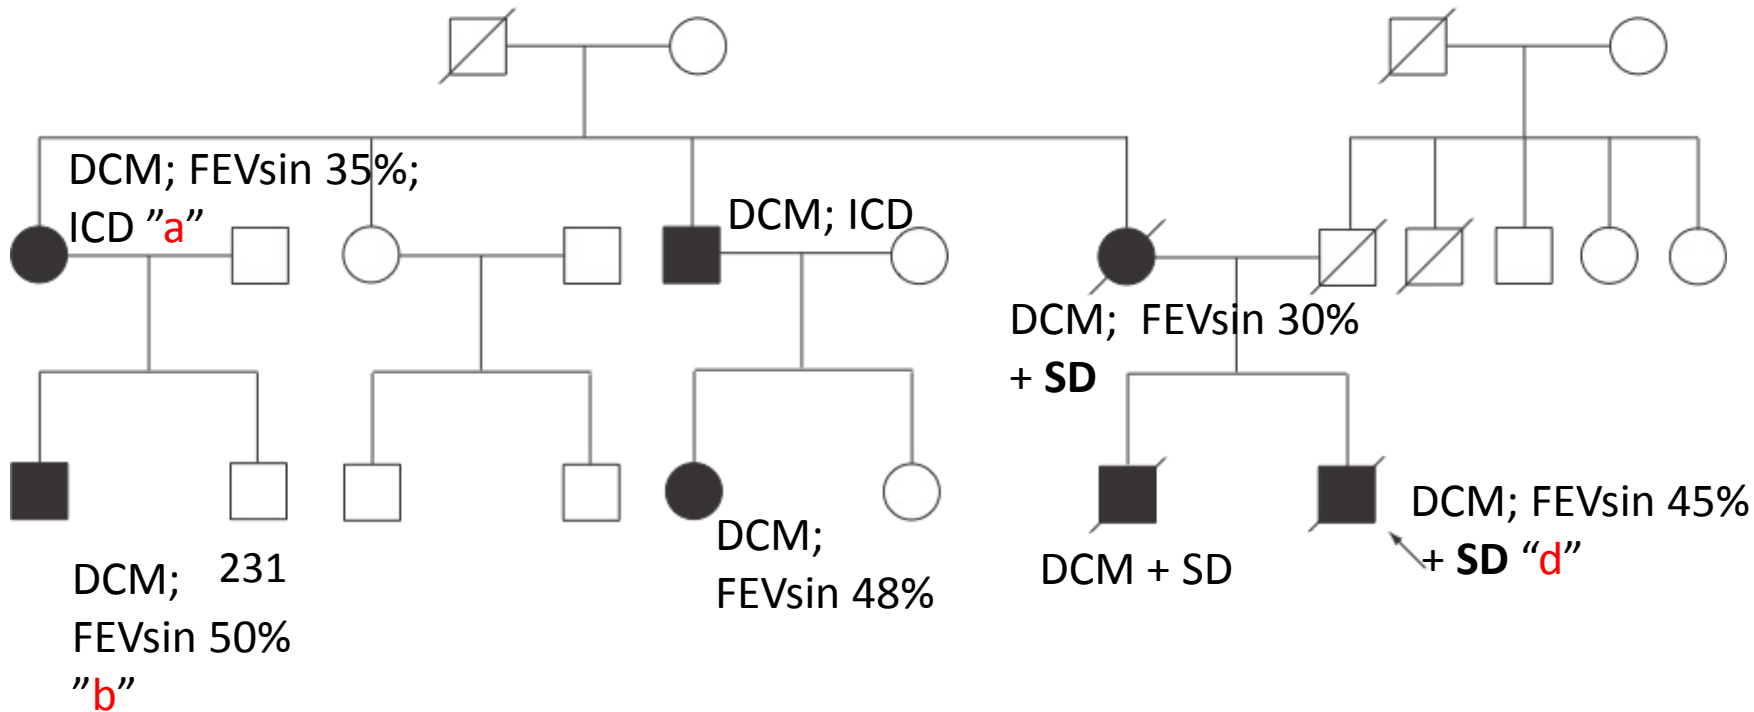 DCM; FEVsin 35%;
ICD ”a”
DCM; ICD
DCM; FEVsin 30%
+ SD
DCM;
FEVsin 50%
”b”
231
DCM;
FEVsin 48%
DCM + SD
DCM; FEVsin 45%
+ SD “d”